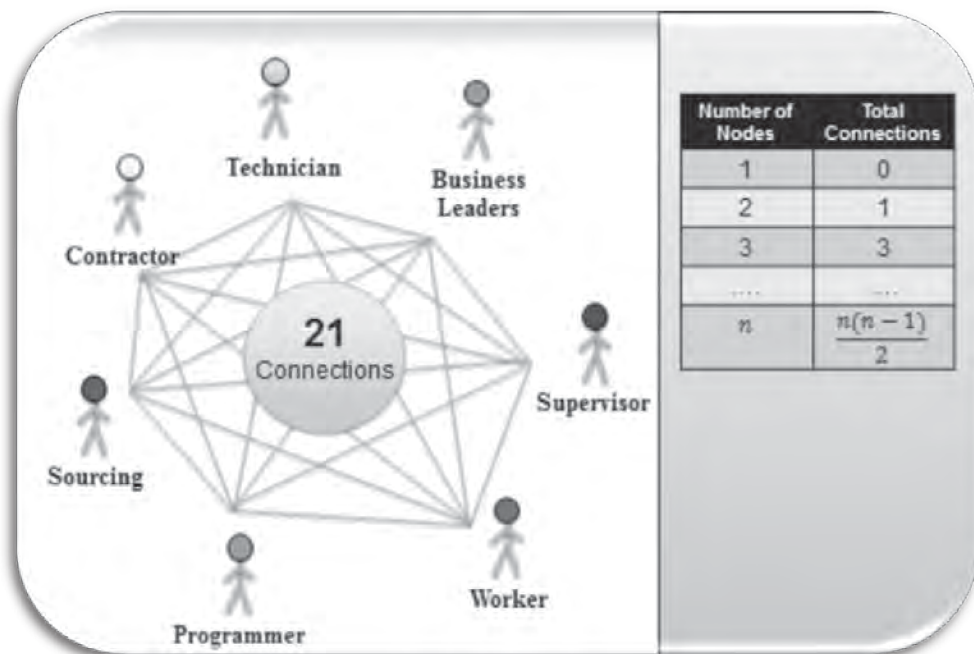 Technician
Business
Leaders
Contractor
21
Connections
Supervisor
Sourcing
Worker
Programmer
Number of Nodes Total Connections
1 0
2 1
3 3
.... ....
n n(n − 1)/2